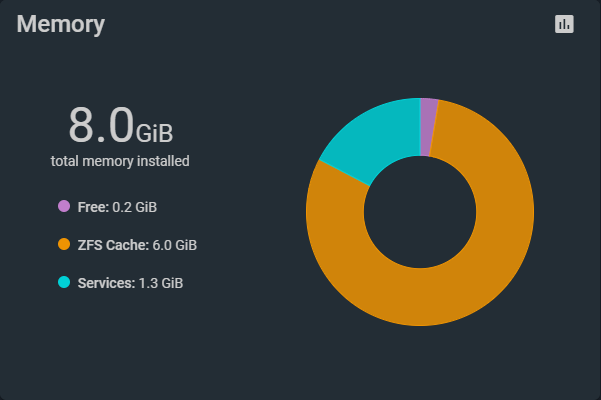 Memory
8.0GiB
total memory installed
Free: 0.2 GiB
ZFS Cache: 6.0 GiB
Services: 1.3 GiB